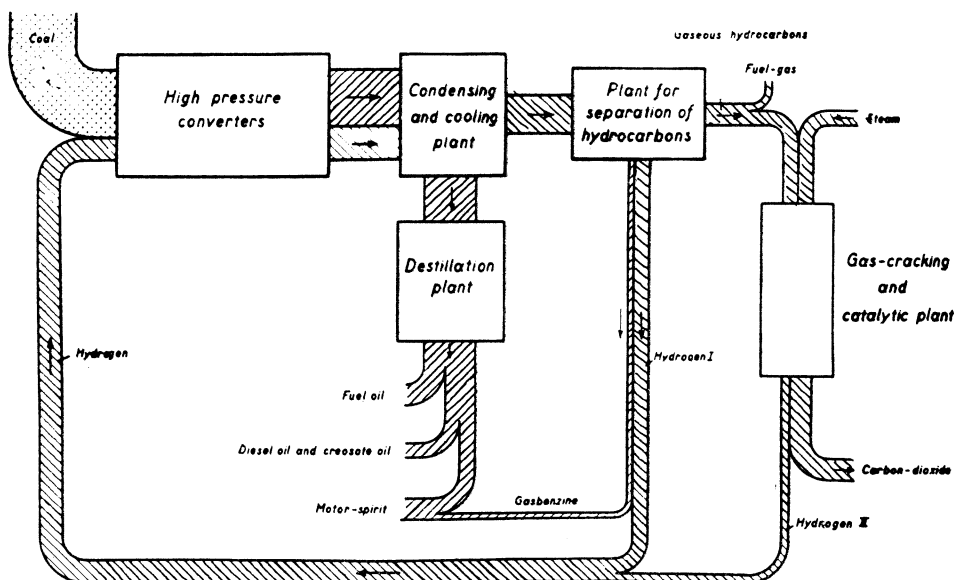 Coal
High pressure
converters
Condensing
and cooling
plant
Plant for
separation of
hydrocarbons
Gaseous hydrocarbons
Fuel-gas
Steam
Destillation
plant
Gas-cracking
and
catalytic plant
Hydrogen
Hydrogen I
Fuel oil
Diesel oil and creosate oil
Motor-spirit
Gasbenzine
Carbon-dioxide
Hydrogen II